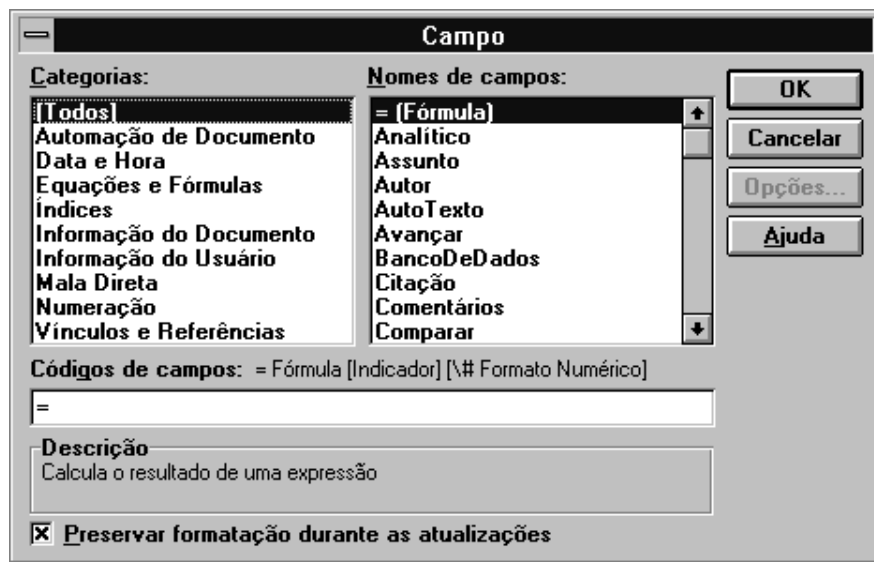 Campo
Categorias:
(Todos)
Automação de Documento
Data e Hora
Equações e Fórmulas
Índices
Informação do Documento
Informação do Usuário
Mala Direta
Numeração
Vínculos e Referências
Nomes de campos:
= (Fórmula)
Analítico
Assunto
Autor
AutoTexto
Avançar
BancoDeDados
Citação
Comentários
Comparar
OK
Cancelar
Opções...
Ajuda
Códigos de campos: = Fórmula [Indicador] [\# Formato Numérico]
=
Descrição
Calcula o resultado de uma expressão
Preservar formatação durante as atualizações